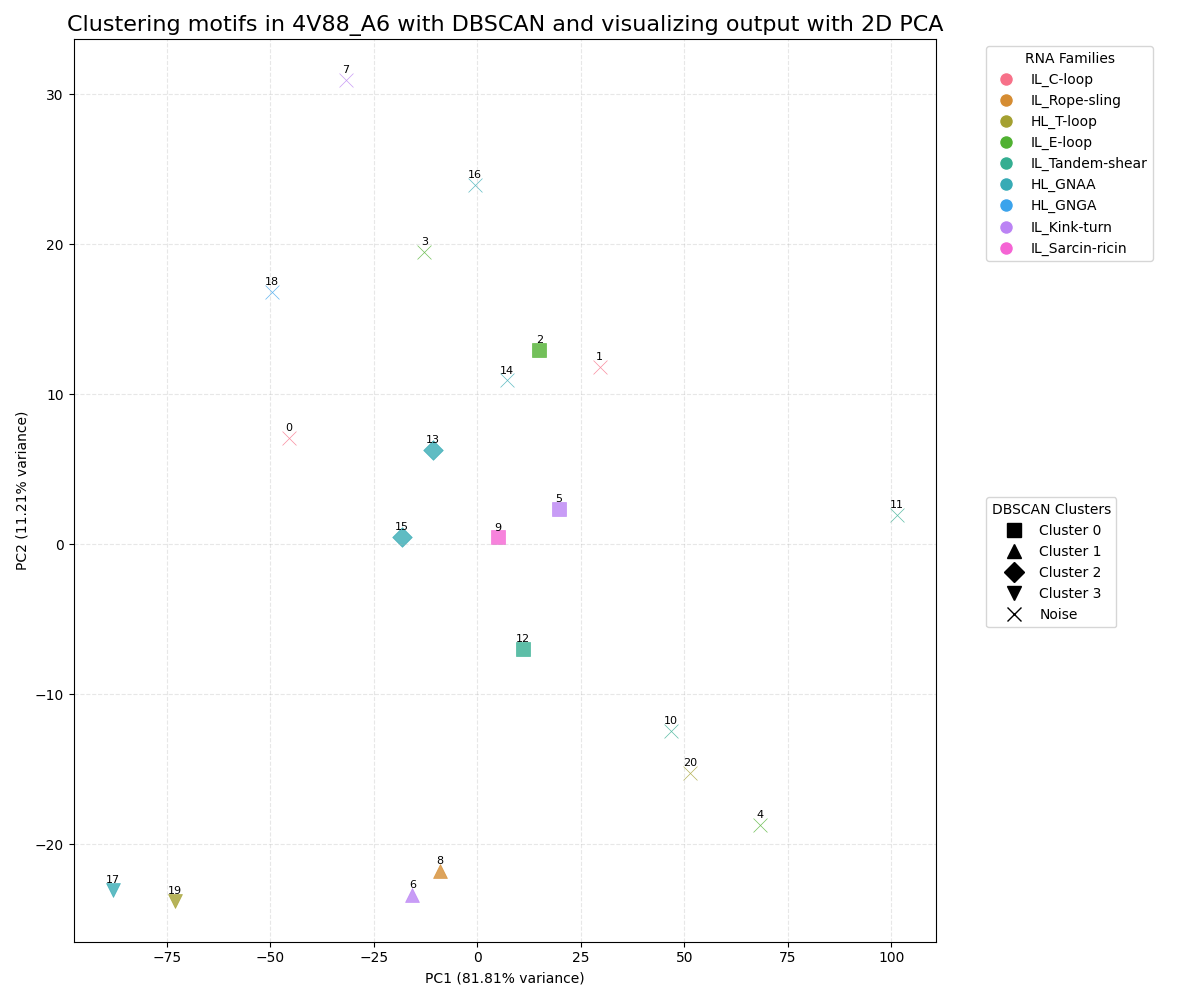 Clustering motifs in 4V88_A6 with DBSCAN and visualizing output with 2D PCA
RNA Families
IL_C-loop
IL_Rope-sling
HL_T-loop
IL_E-loop
IL_Tandem-shear
HL_GNAA
HL_GNGA
IL_Kink-turn
IL_Sarcin-ricin
DBSCAN Clusters
Cluster 0
Cluster 1
Cluster 2
Cluster 3
Noise
PC2 (11.21% variance)
30
20
10
0
−10
−20
7
16
3
18
2
1
14
0
13
5
11
15
9
12
10
20
4
8
6
17
19
−75
−50
−25
0
25
50
75
100
PC1 (81.81% variance)